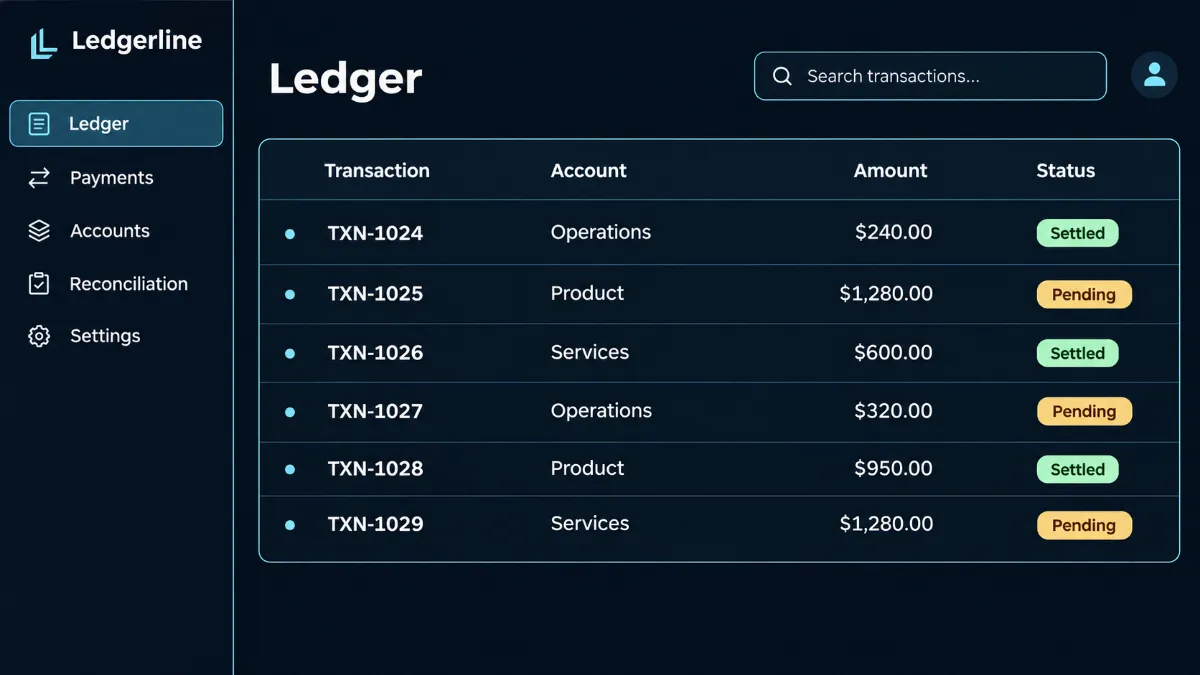 Ledgerline
Ledger
Payments
Accounts
Reconciliation
Settings
Ledger
Search transactions...
Transaction Account Amount Status
TXN-1024 Operations $240.00 Settled
TXN-1025 Product $1,280.00 Pending
TXN-1026 Services $600.00 Settled
TXN-1027 Operations $320.00 Pending
TXN-1028 Product $950.00 Settled
TXN-1029 Services $1,280.00 Pending